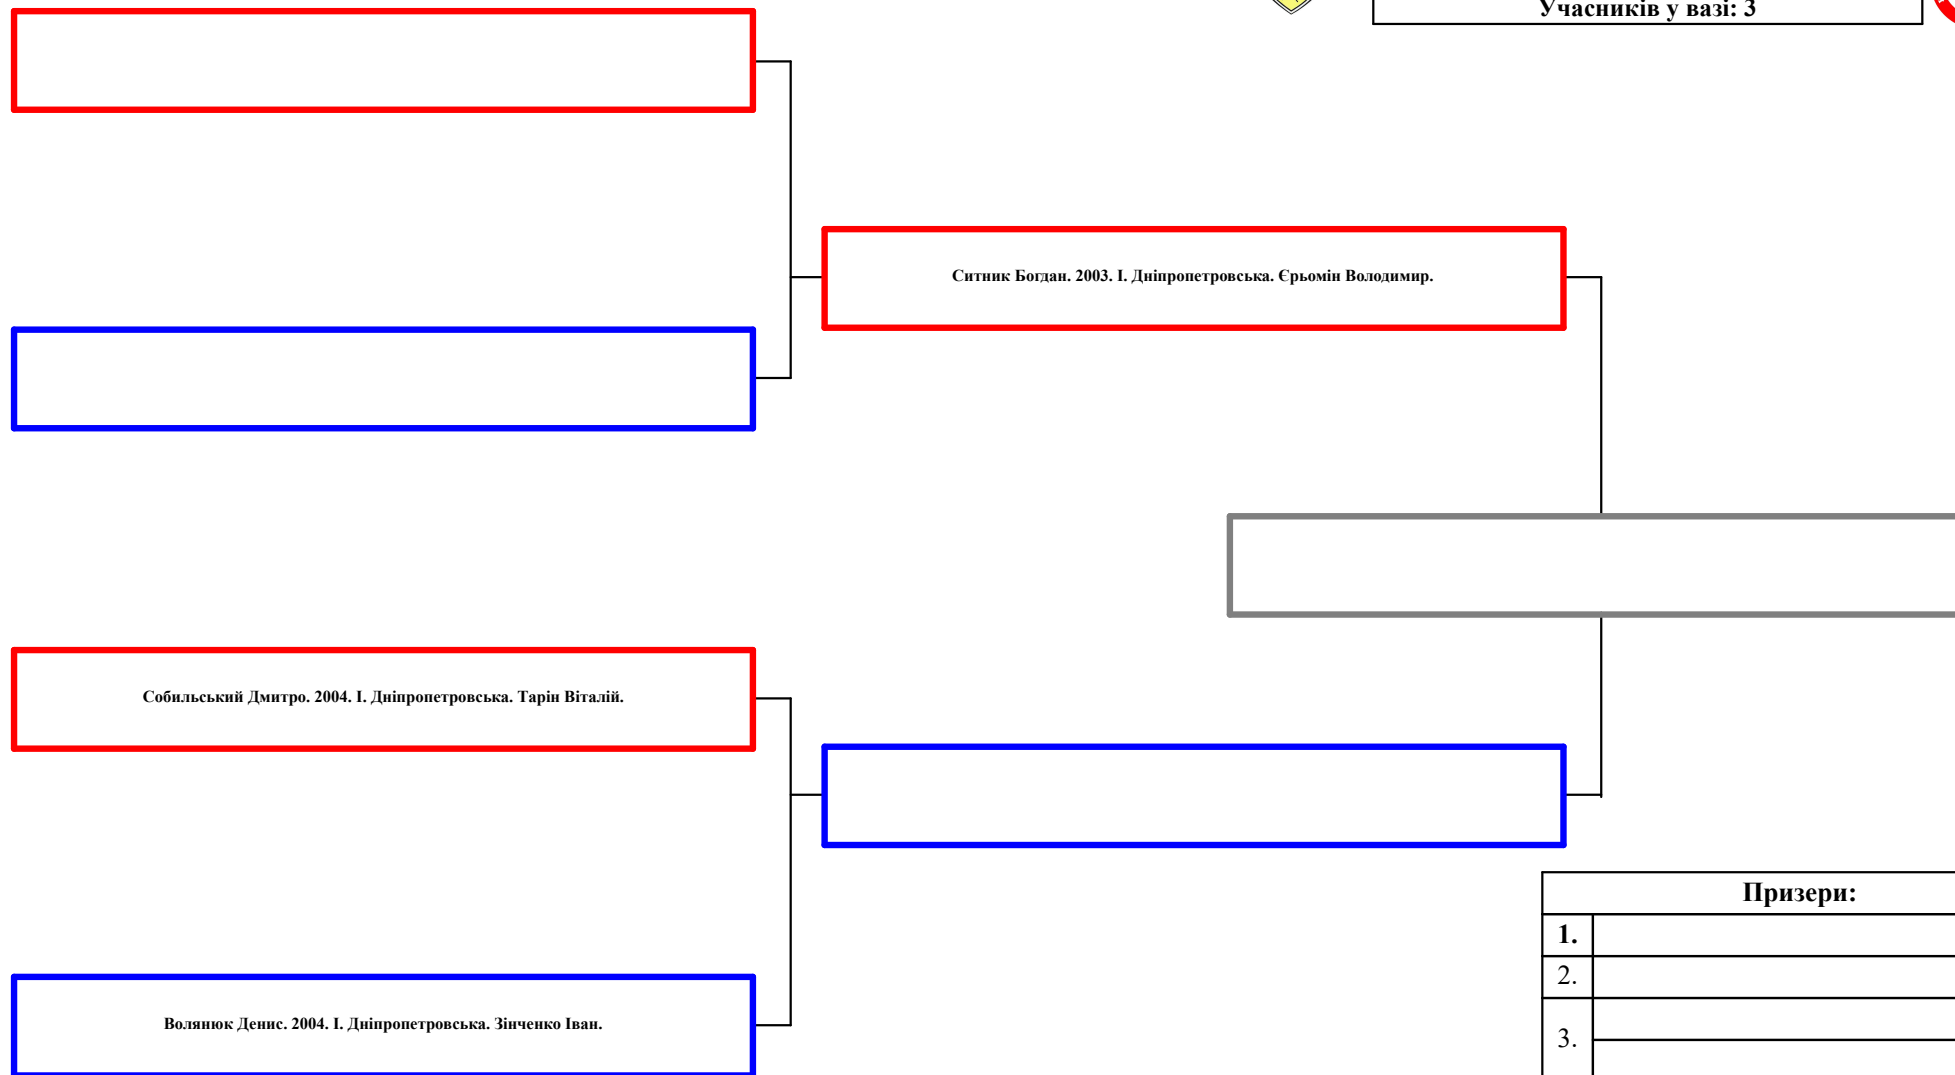 Учасників у вазі: 3
Ситник Богдан. 2003. І. Дніпропетровська. Єрьомін Володимир.
Собильський Дмитро. 2004. І. Дніпропетровська. Тарін Віталій.
Волянюк Денис. 2004. І. Дніпропетровська. Зінченко Іван.
Призери:
1.
2.
3.